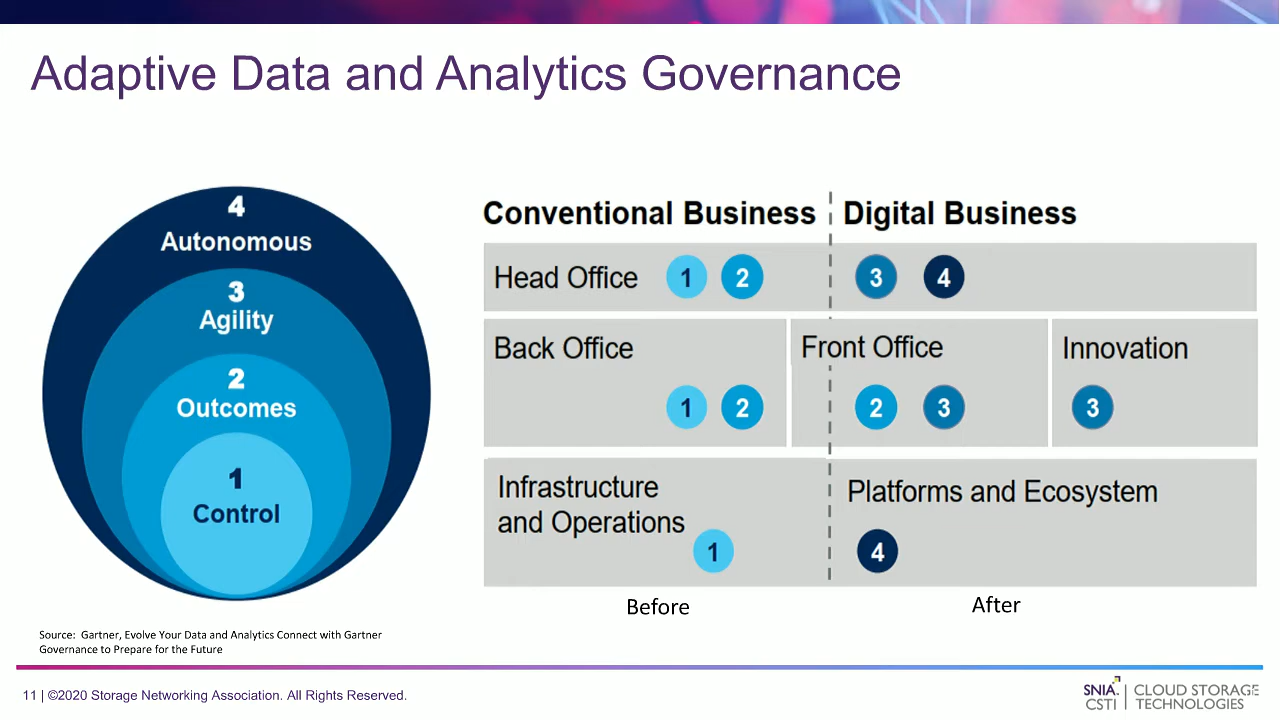 Adaptive Data and Analytics Governance
4
Autonomous
3
Agility
2
Outcomes
1
Control
Conventional Business
Digital Business
Head Office 1 2 3 4
Back Office
1 2
Front Office
2 3
Innovation
3
Infrastructure
and Operations
1
Platforms and Ecosystem
4
Before
After
Source: Gartner, Evolve Your Data and Analytics Connect with Gartner
Governance to Prepare for the Future
11 | ©2020 Storage Networking Association. All Rights Reserved.
SNIA.
CSTI
CLOUD STORAGE
TECHNOLOGIES